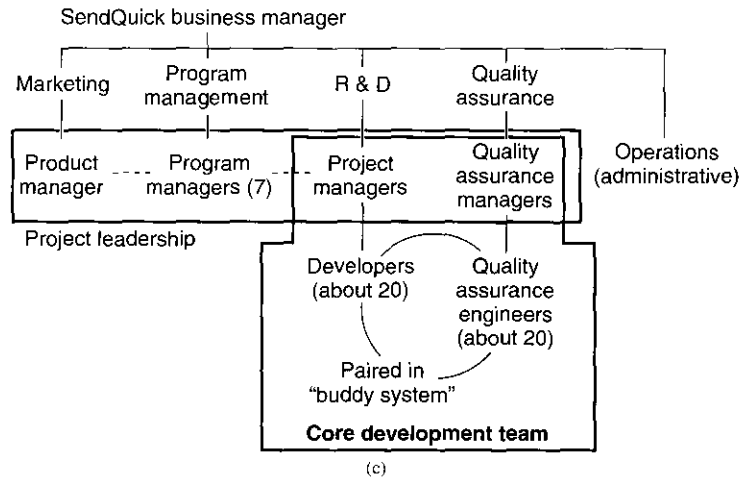 SendQuick business manager
Marketing
Program
management
R & D
Quality
assurance
Product
manager
Program
managers (7)
Project
managers
Quality
assurance
managers
Operations
(administrative)
Project leadership
Developers
(about 20)
Quality
assurance
engineers
(about 20)
Paired in
“buddy system”
Core development team
(c)